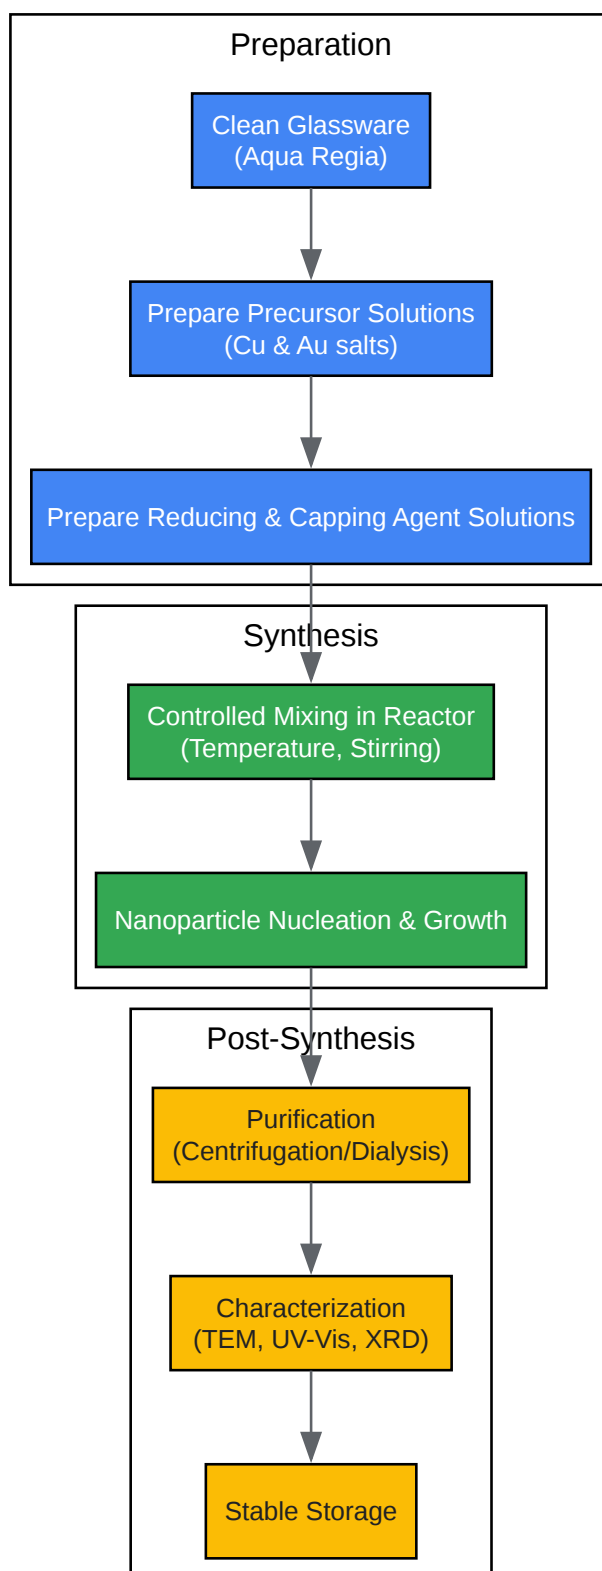 Preparation
Clean Glassware
(Aqua Regia)
Prepare Precursor Solutions
(Cu & Au salts)
Prepare Reducing & Capping Agent Solutions
Synthesis
Controlled Mixing in Reactor
(Temperature, Stirring)
Nanoparticle Nucleation & Growth
Post-Synthesis
Purification
(Centrifugation/Dialysis)
Characterization
(TEM, UV-Vis, XRD)
Stable Storage